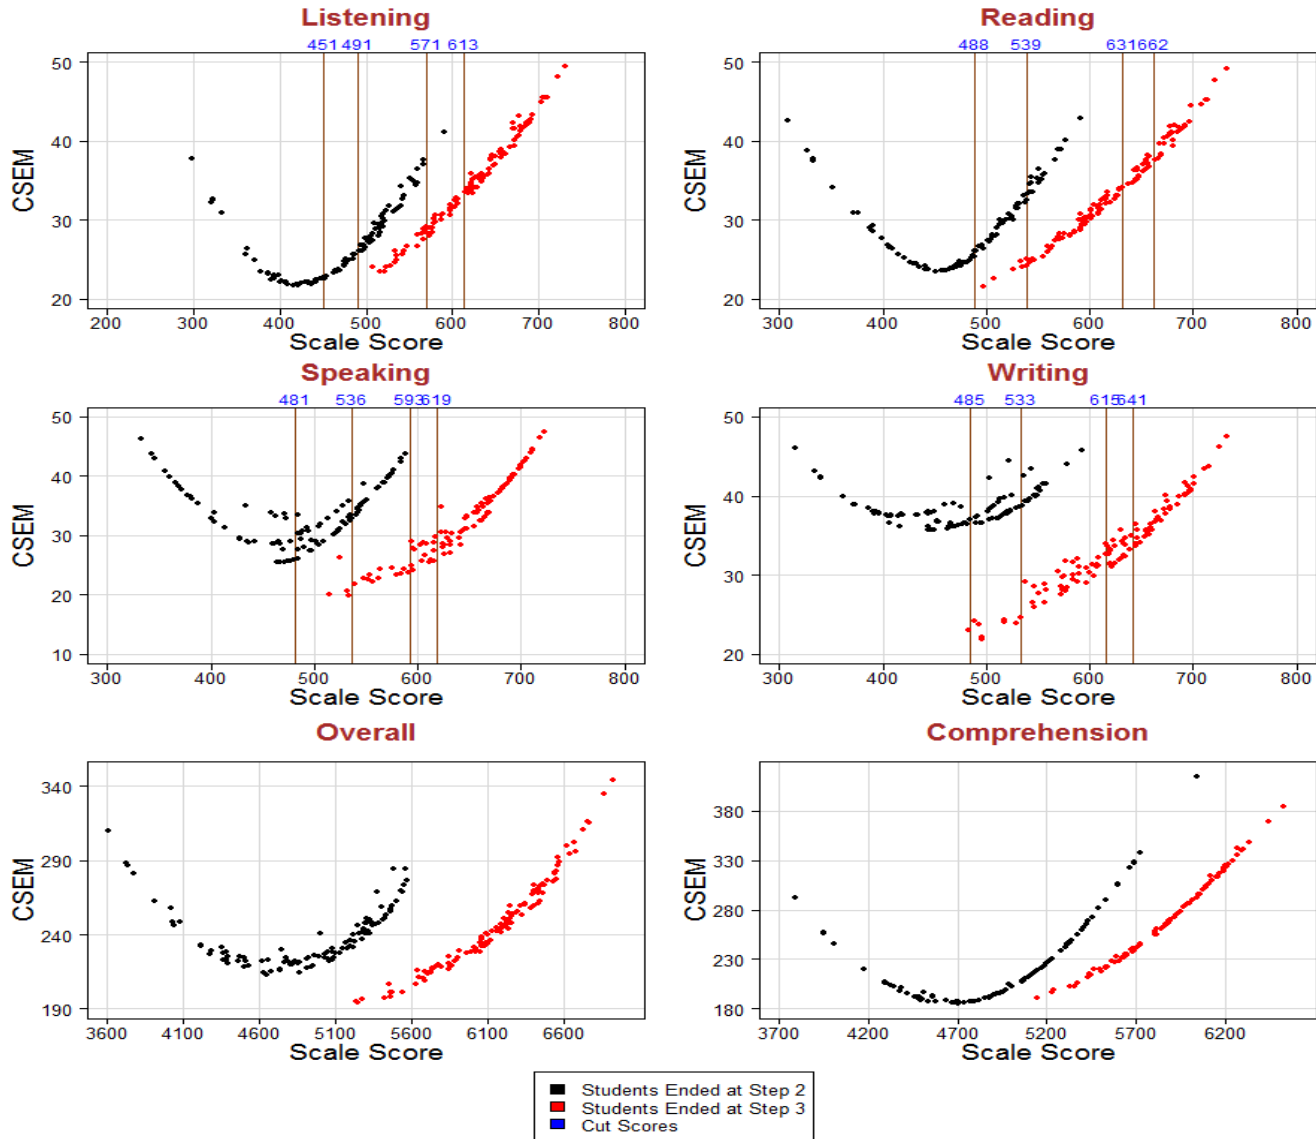 Listening
451 491 571 613
CSEM
50
40
30
20
200 300 400 500 600 700 800
Scale Score
Reading
488 539 631 662
CSEM
50
40
30
20
300 400 500 600 700 800
Scale Score
Speaking
481 536 593 619
CSEM
50
40
30
20
10
300 400 500 600 700 800
Scale Score
Writing
485 533 615 641
CSEM
50
40
30
20
300 400 500 600 700 800
Scale Score
Overall
CSEM
340
290
240
190
3600 4100 4600 5100 5600 6100 6600
Scale Score
Comprehension
CSEM
380
330
280
230
180
3700 4200 4700 5200 5700 6200
Scale Score
Students Ended at Step 2
Students Ended at Step 3
Cut Scores